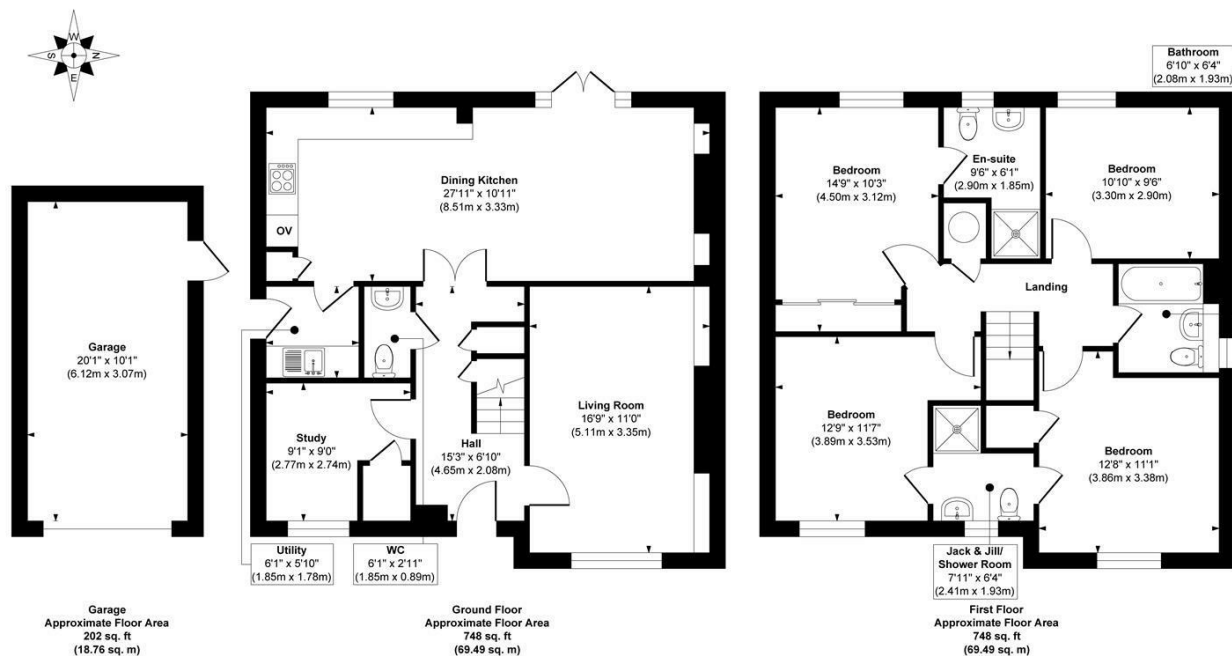 W
S
N
E
Garage
20'1" x 10'1"
(6.12m x 3.07m)
Garage
Approximate Floor Area
202 sq. ft
(18.76 sq. m)
Dining Kitchen
27'11" x 10'11"
(8.51m x 3.33m)
OV
Living Room
16'9" x 11'0"
(5.11m x 3.35m)
Study
9'1" x 9'0"
(2.77m x 2.74m)
Hall
15'3" x 6'10"
(4.65m x 2.08m)
Utility
6'1" x 5'10"
(1.85m x 1.78m)
WC
6'1" x 2'11"
(1.85m x 0.89m)
Ground Floor
Approximate Floor Area
748 sq. ft
(69.49 sq. m)
Bathroom
6'10" x 6'4"
(2.08m x 1.93m)
Bedroom
14'9" x 10'3"
(4.50m x 3.12m)
En-suite
9'6" x 6'1"
(2.90m x 1.85m)
Bedroom
10'10" x 9'6"
(3.30m x 2.90m)
Landing
Bedroom
12'9" x 11'7"
(3.89m x 3.53m)
Bedroom
12'8" x 11'1"
(3.86m x 3.38m)
Jack & Jill/
Shower Room
7'11" x 6'4"
(2.41m x 1.93m)
First Floor
Approximate Floor Area
748 sq. ft
(69.49 sq. m)